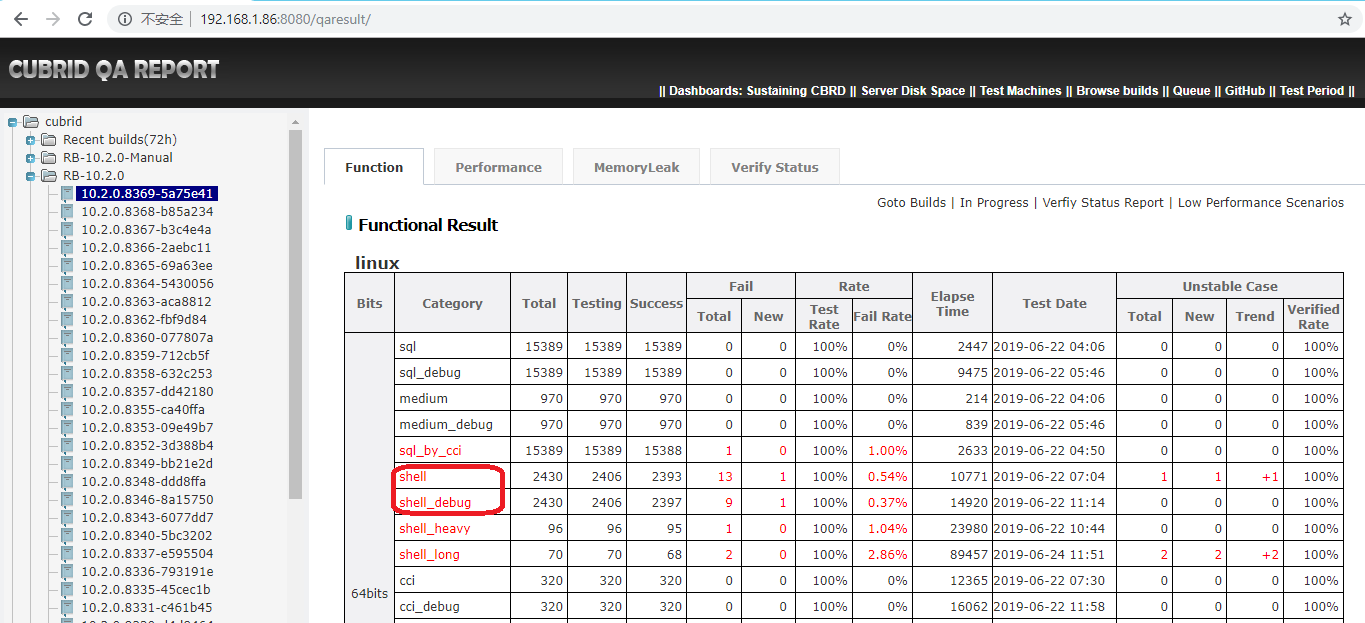 不安全 192.168.1.86:8080/qaresult/
CUBRID QA REPORT
|| Dashboards: Sustaining CBRD || Server Disk Space || Test Machines || Browse builds || Queue || GitHub || Test Period ||
cubrid
Recent builds(72h)
RB-10.2.0-Manual
RB-10.2.0
10.2.0.8369-5a75e41
10.2.0.8368-b85a234
10.2.0.8367-b3c4e4a
10.2.0.8366-2aebc11
10.2.0.8365-69a63ee
10.2.0.8364-5430056
10.2.0.8363-aca8812
10.2.0.8362-fbf9d84
10.2.0.8360-077807a
10.2.0.8359-712cb5f
10.2.0.8358-632c253
10.2.0.8357-dd42180
10.2.0.8355-ca40ffa
10.2.0.8353-09e49b7
10.2.0.8352-3d388b4
10.2.0.8349-bb21e2d
10.2.0.8348-ddd8ffa
10.2.0.8346-8a15750
10.2.0.8343-6077dd7
10.2.0.8340-5bc3202
10.2.0.8337-e595504
10.2.0.8336-793191e
10.2.0.8335-45cec1b
10.2.0.8331-c461b45
Function Performance MemoryLeak Verify Status
Goto Builds | In Progress | Verfiy Status Report | Low Performance Scenarios
Functional Result
linux
Bits Category Total Testing Success Fail Rate Elapse Time Test Date Unstable Case
Total New Test Rate Fail Rate Total New Trend Verified Rate
64bits
sql 15389 15389 15389 0 0 100% 0% 2447 2019-06-22 04:06 0 0 0 100%
sql_debug 15389 15389 15389 0 0 100% 0% 9475 2019-06-22 05:46 0 0 0 100%
medium 970 970 970 0 0 100% 0% 214 2019-06-22 04:06 0 0 0 100%
medium_debug 970 970 970 0 0 100% 0% 839 2019-06-22 05:46 0 0 0 100%
sql_by_cci 15389 15389 15388 1 0 100% 1.00% 2633 2019-06-22 04:50 0 0 0 100%
shell 2430 2406 2393 13 1 100% 0.54% 10771 2019-06-22 07:04 1 1 +1 100%
shell_debug 2430 2406 2397 9 1 100% 0.37% 14920 2019-06-22 11:14 0 0 0 100%
shell_heavy 96 96 95 1 0 100% 1.04% 23980 2019-06-22 10:44 0 0 0 100%
shell_long 70 70 68 2 0 100% 2.86% 89457 2019-06-24 11:51 2 2 +2 100%
cci 320 320 320 0 0 100% 0% 12365 2019-06-22 07:30 0 0 0 100%
cci_debug 320 320 320 0 0 100% 0% 16062 2019-06-22 11:58 0 0 0 100%